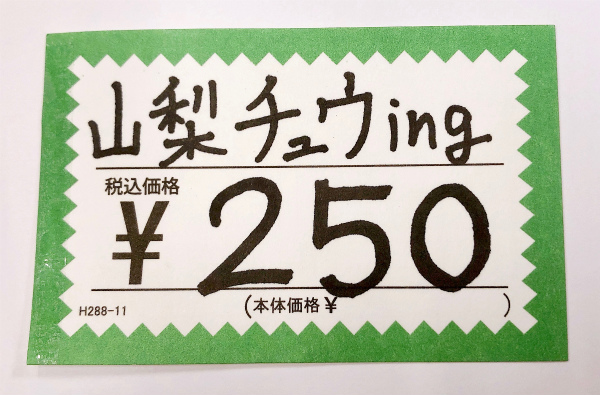 山梨チュウing
税込価格
¥250
(本体価格¥ )
H288-11